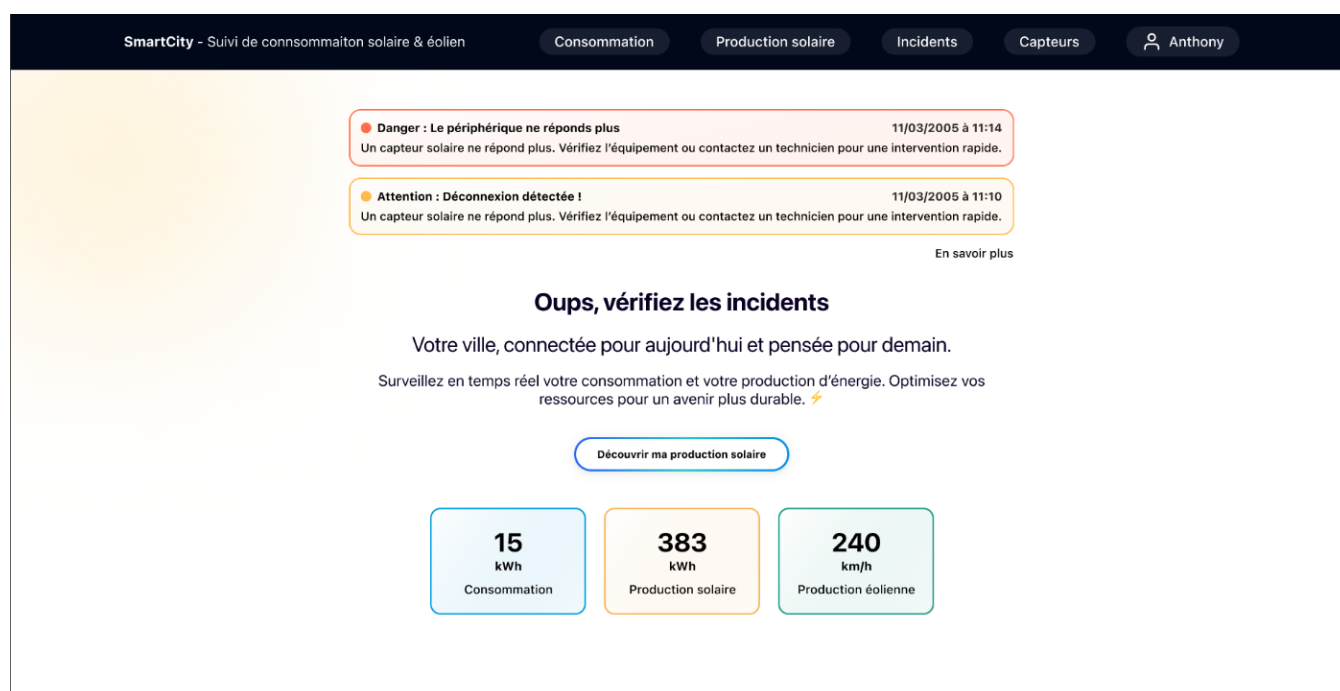 SmartCity - Suivi de connsommaiton solaire & éolien
Consommation
Production solaire
Incidents
Capteurs
Anthony
Danger : Le périphérique ne réponds plus
11/03/2005 à 11:14
Un capteur solaire ne répond plus. Vérifiez l'équipement ou contactez un technicien pour une intervention rapide.
Attention : Déconnexion détectée !
11/03/2005 à 11:10
Un capteur solaire ne répond plus. Vérifiez l'équipement ou contactez un technicien pour une intervention rapide.
En savoir plus
Oups, vérifiez les incidents
Votre ville, connectée pour aujourd'hui et pensée pour demain.
Surveillez en temps réel votre consommation et votre production d'énergie. Optimisez vos
ressources pour un avenir plus durable. ⚡
Découvrir ma production solaire
15
kWh
Consommation
383
kWh
Production solaire
240
km/h
Production éolienne